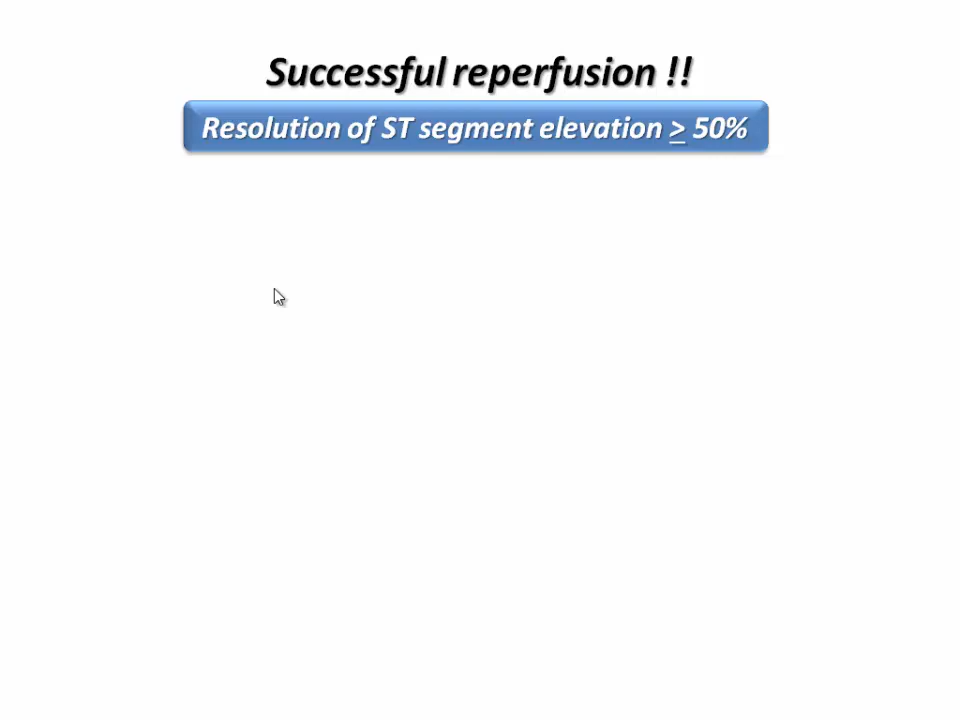 Successful reperfusion !!
Resolution of ST segment elevation > 50%